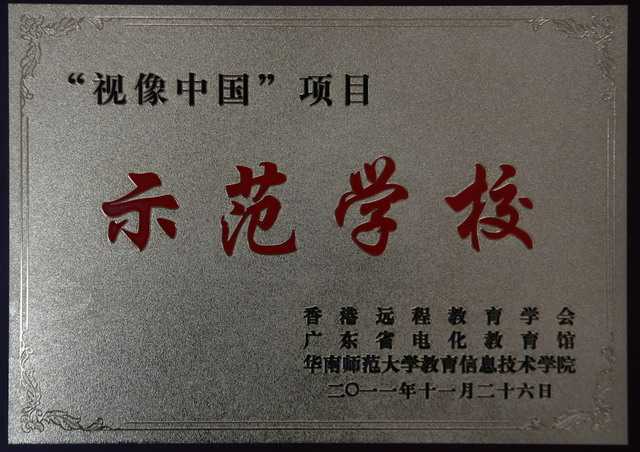 “视像中国”项目
示范学校
香港远程教育学会
广东省电化教育馆
华南师范大学教育信息技术学院
二〇一一年十一月二十六日